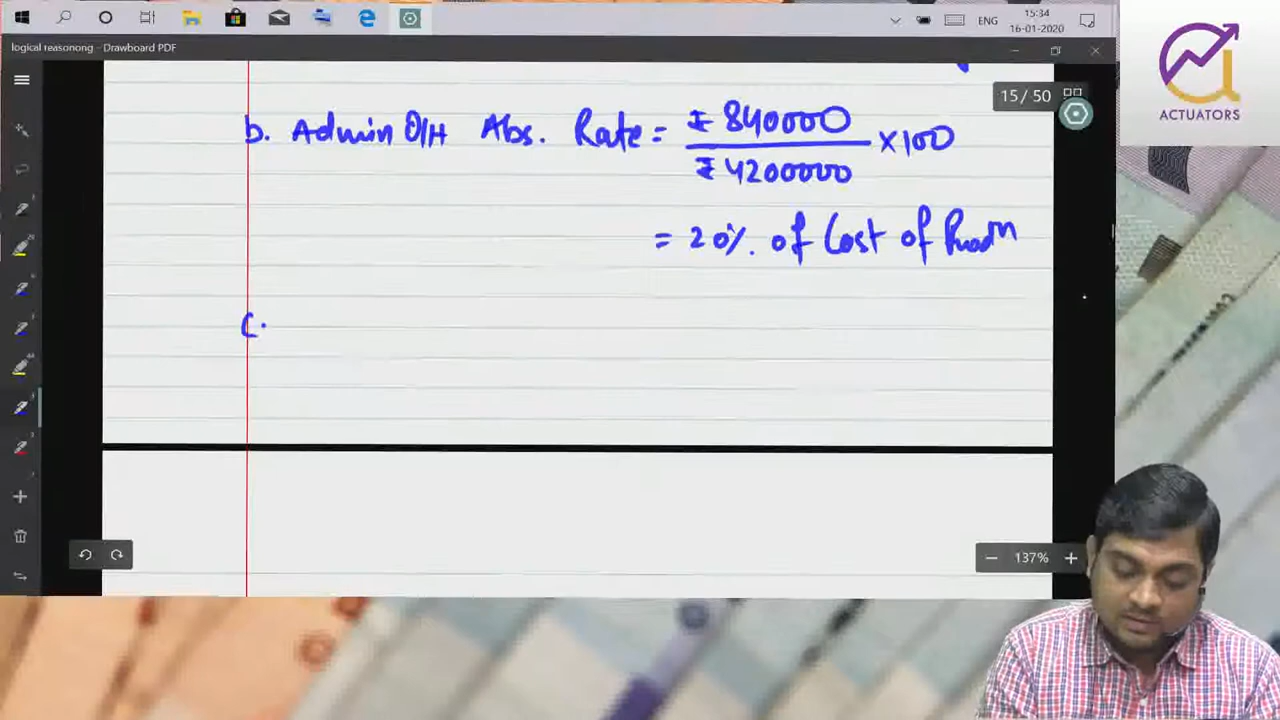 15:34
ENG
16-01-2020
logical reasonong - Drawboard PDF
15 / 50
ACTUATORS
b. Admin O/H Abs. Rate = ₹ 840000 / ₹ 4200000 × 100
= 20%. of Cost of Prodn
C.
137%